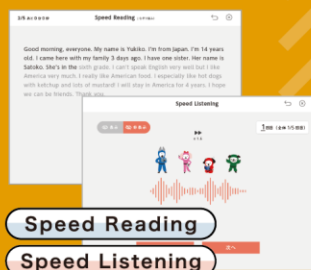 Speed Reading
Good morning, everyone. My name is Yukiko. I'm from Japan. I'm 14 years
old. I came here with my family 3 days ago. I have one sister. Her name is
Satoko. She's in the sixth grade. I can't speak English very well but I like
America very much. I really like American food. I especially like the hot dogs
with ketchup and lots of mustard! I will stay in America for 4 years. I hope
we can be friends. Thank you.
Speed Listening
Speed Reading
Speed Listening